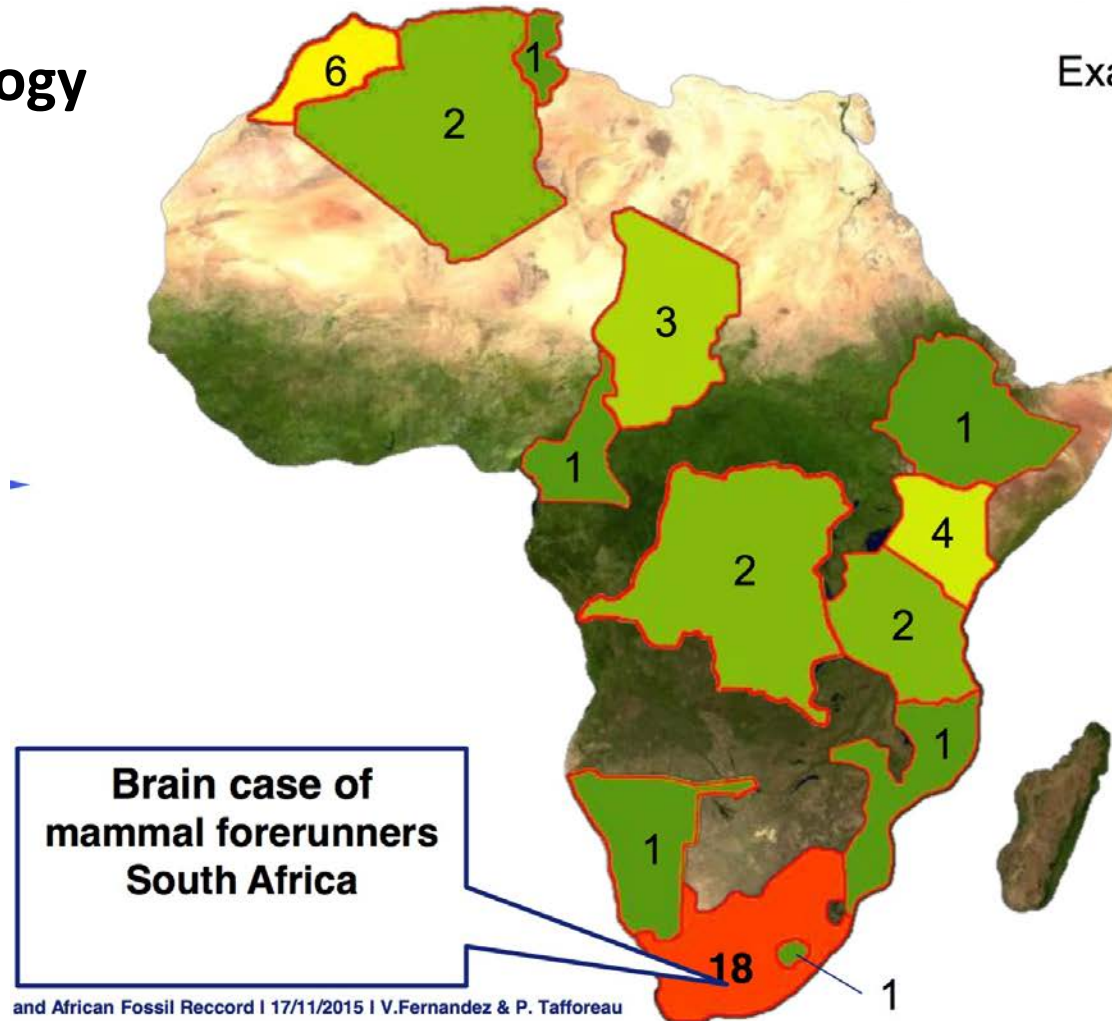 ogy
Exa
6
1
2
3
1
1
4
2
2
1
1
Brain case of
mammal forerunners
South Africa
18
1
and African Fossil Reccord I 17/11/2015 I V.Fernandez & P. Tafforeau